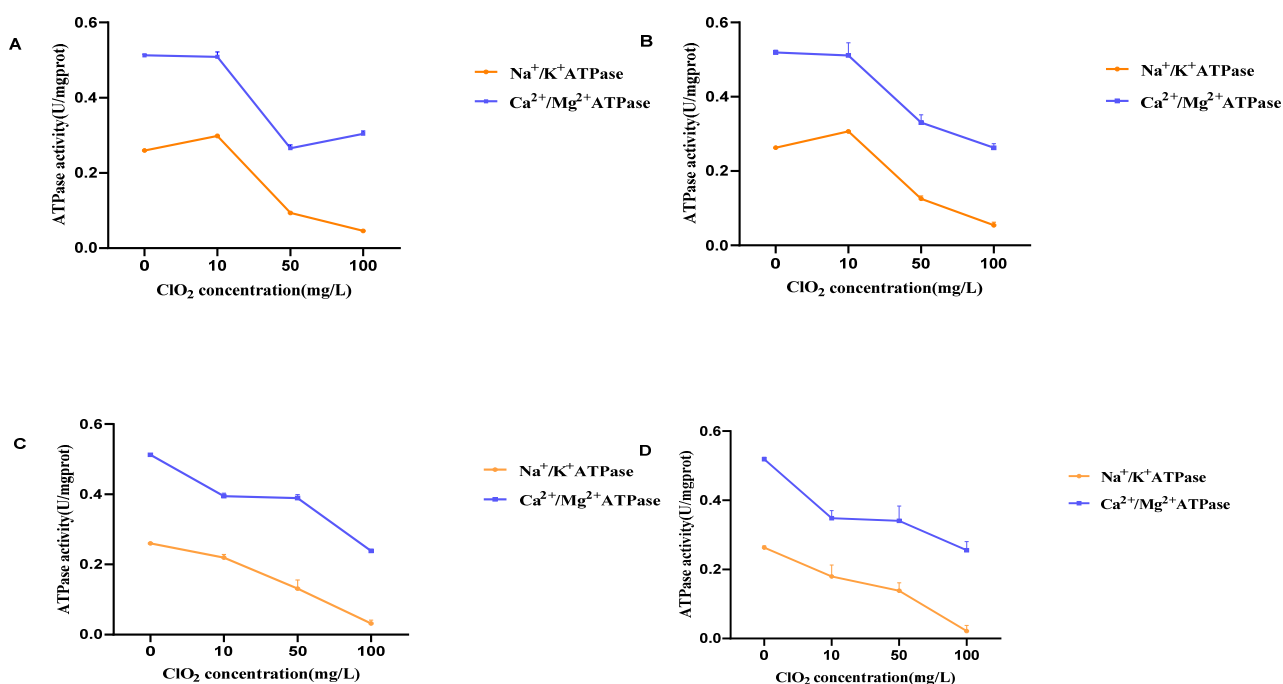 A
0.6
0.4
0.2
0.0
ATPase activity(U/mgprot)
0 10 50 100
ClO₂ concentration(mg/L)
Na⁺/K⁺ATPase
Ca²⁺/Mg²⁺ATPase
B
0.6
0.4
0.2
0.0
ATPase activity(U/mgprot)
0 10 50 100
ClO₂ concentration(mg/L)
Na⁺/K⁺ATPase
Ca²⁺/Mg²⁺ATPase
C
0.6
0.4
0.2
0.0
ATPase activity(U/mgprot)
0 10 50 100
ClO₂ concentration(mg/L)
Na⁺/K⁺ATPase
Ca²⁺/Mg²⁺ATPase
D
0.6
0.4
0.2
0.0
ATPase activity(U/mgprot)
0 10 50 100
ClO₂ concentration(mg/L)
Na⁺/K⁺ATPase
Ca²⁺/Mg²⁺ATPase